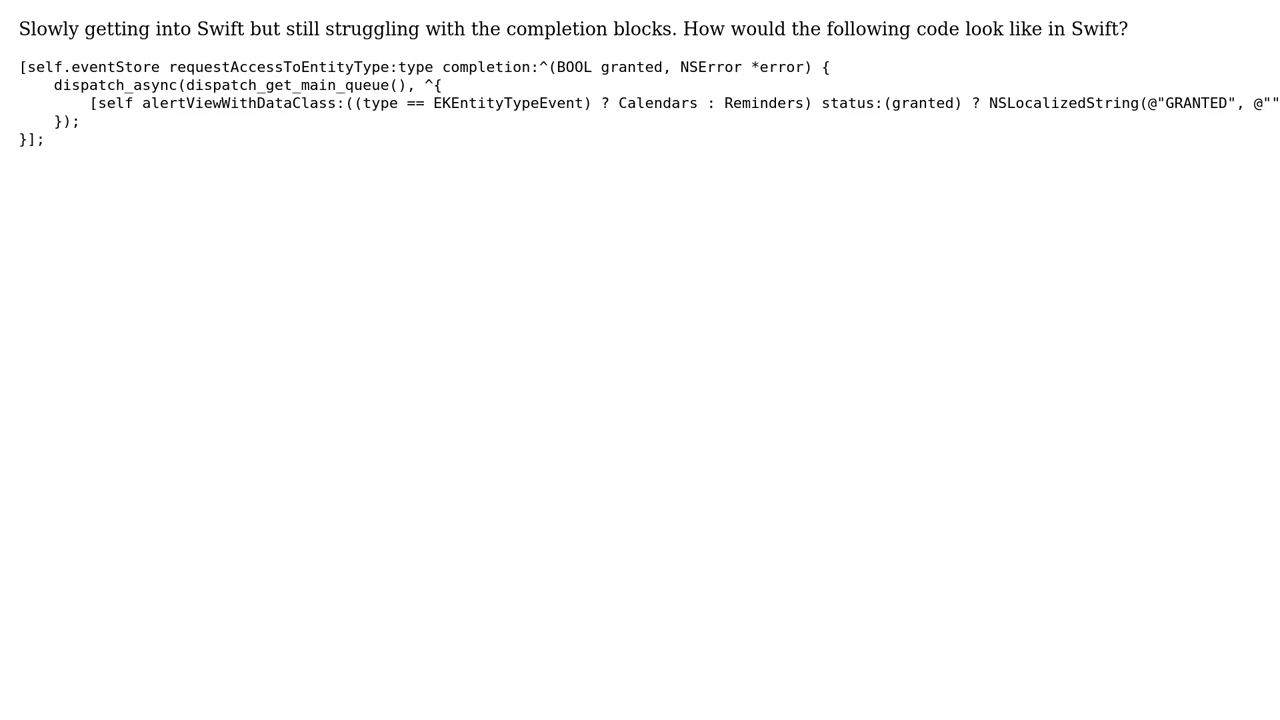 Slowly getting into Swift but still struggling with the completion blocks. How would the following code look like in Swift?
[self.eventStore requestAccessToEntityType:type completion:^(BOOL granted, NSError *error) {
    dispatch_async(dispatch_get_main_queue(), ^{
        [self alertViewWithDataClass:((type == EKEntityTypeEvent) ? Calendars : Reminders) status:(granted) ? NSLocalizedString(@"GRANTED", @""
    });
}];